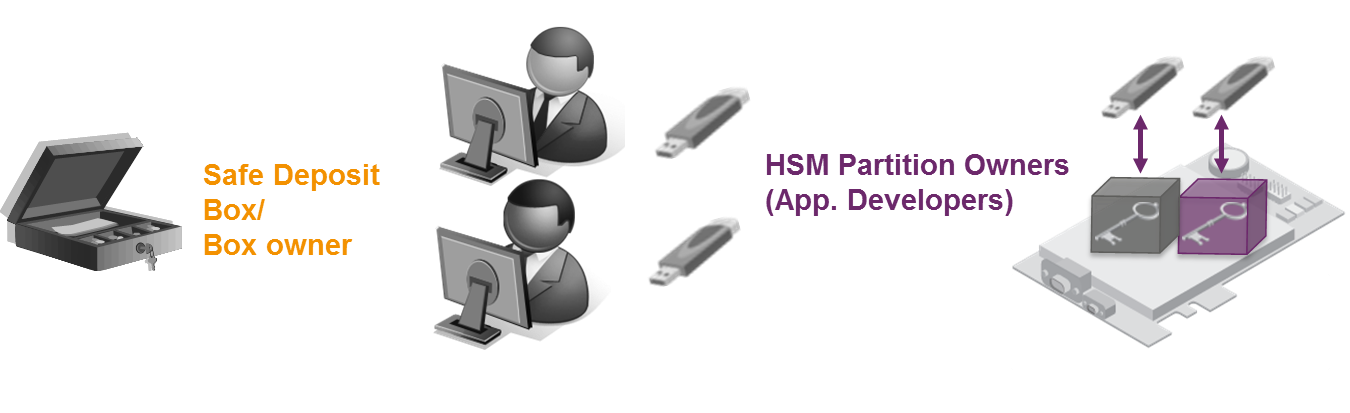 Safe Deposit
Box/
Box owner
HSM Partition Owners
(App. Developers)